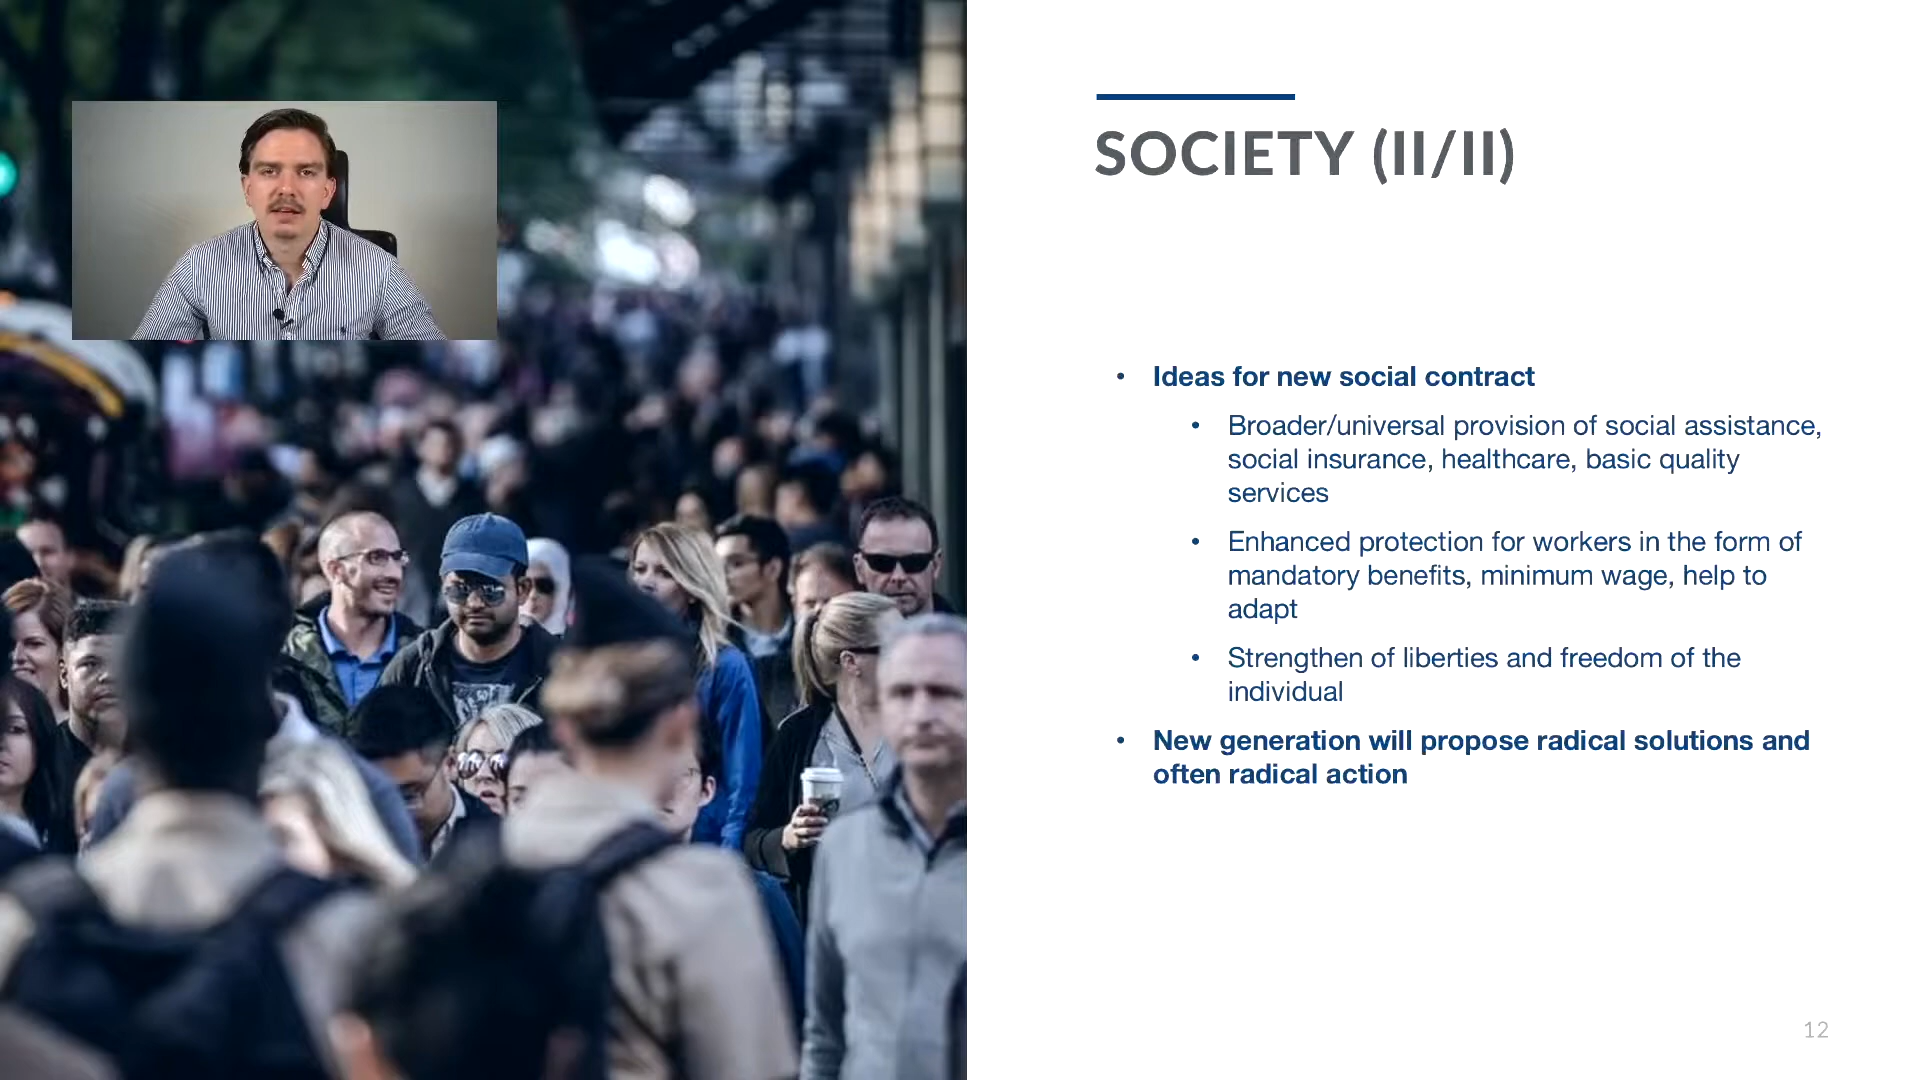 SOCIETY (II/II)
• Ideas for new social contract
• Broader/universal provision of social assistance,
social insurance, healthcare, basic quality
services
• Enhanced protection for workers in the form of
mandatory benefits, minimum wage, help to
adapt
• Strengthen of liberties and freedom of the
individual
• New generation will propose radical solutions and
often radical action
12